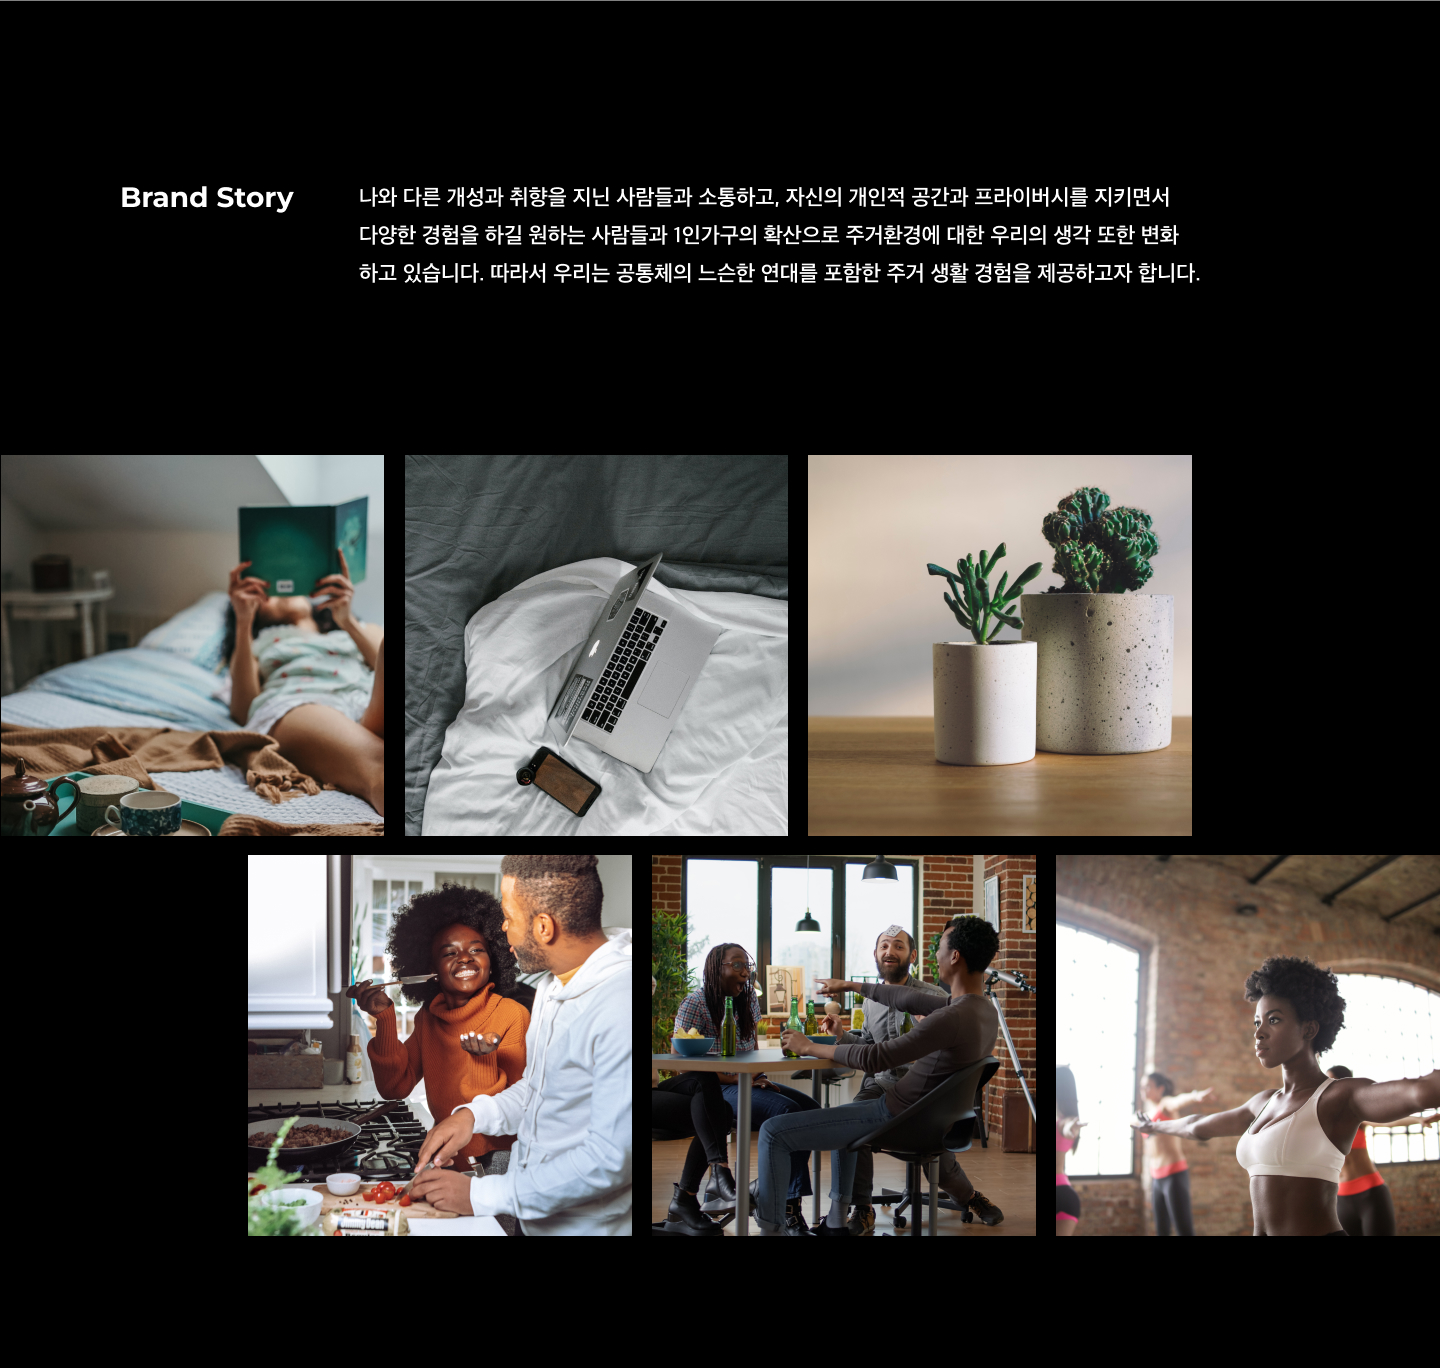 Brand Story
나와 다른 개성과 취향을 지닌 사람들과 소통하고, 자신의 개인적 공간과 프라이버시를 지키면서
다양한 경험을 하길 원하는 사람들과 1인가구의 확산으로 주거환경에 대한 우리의 생각 또한 변화
하고 있습니다. 따라서 우리는 공통체의 느슨한 연대를 포함한 주거 생활 경험을 제공하고자 합니다.
Jimmy Dean